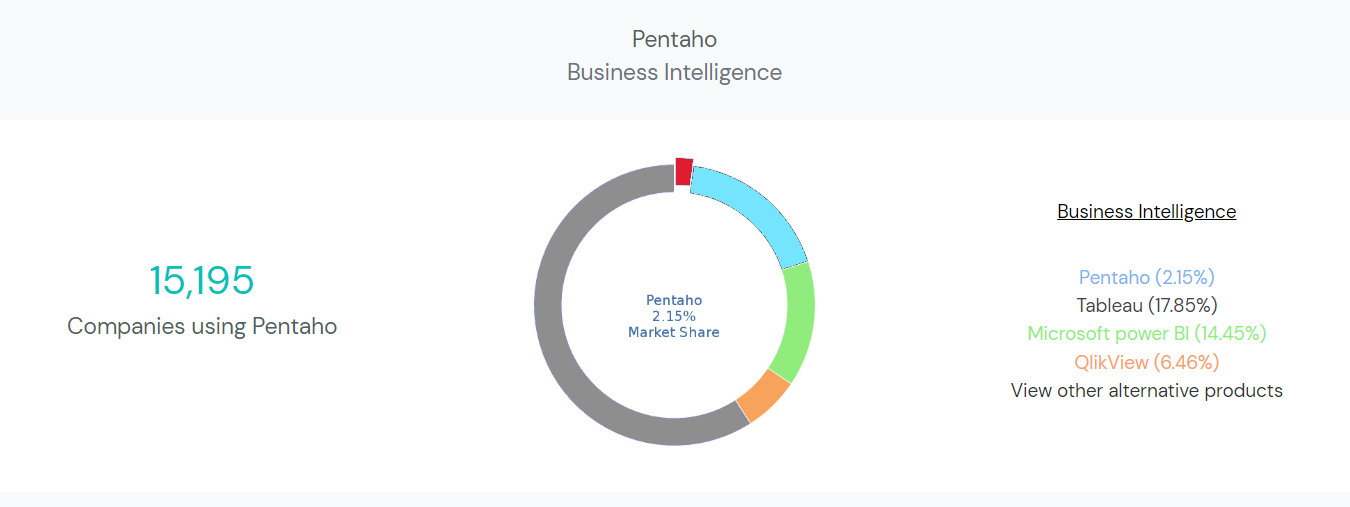 Pentaho
Business Intelligence
15,195
Companies using Pentaho
Pentaho
2.15%
Market Share
Business Intelligence
Pentaho (2.15%)
Tableau (17.85%)
Microsoft power BI (14.45%)
QlikView (6.46%)
View other alternative products